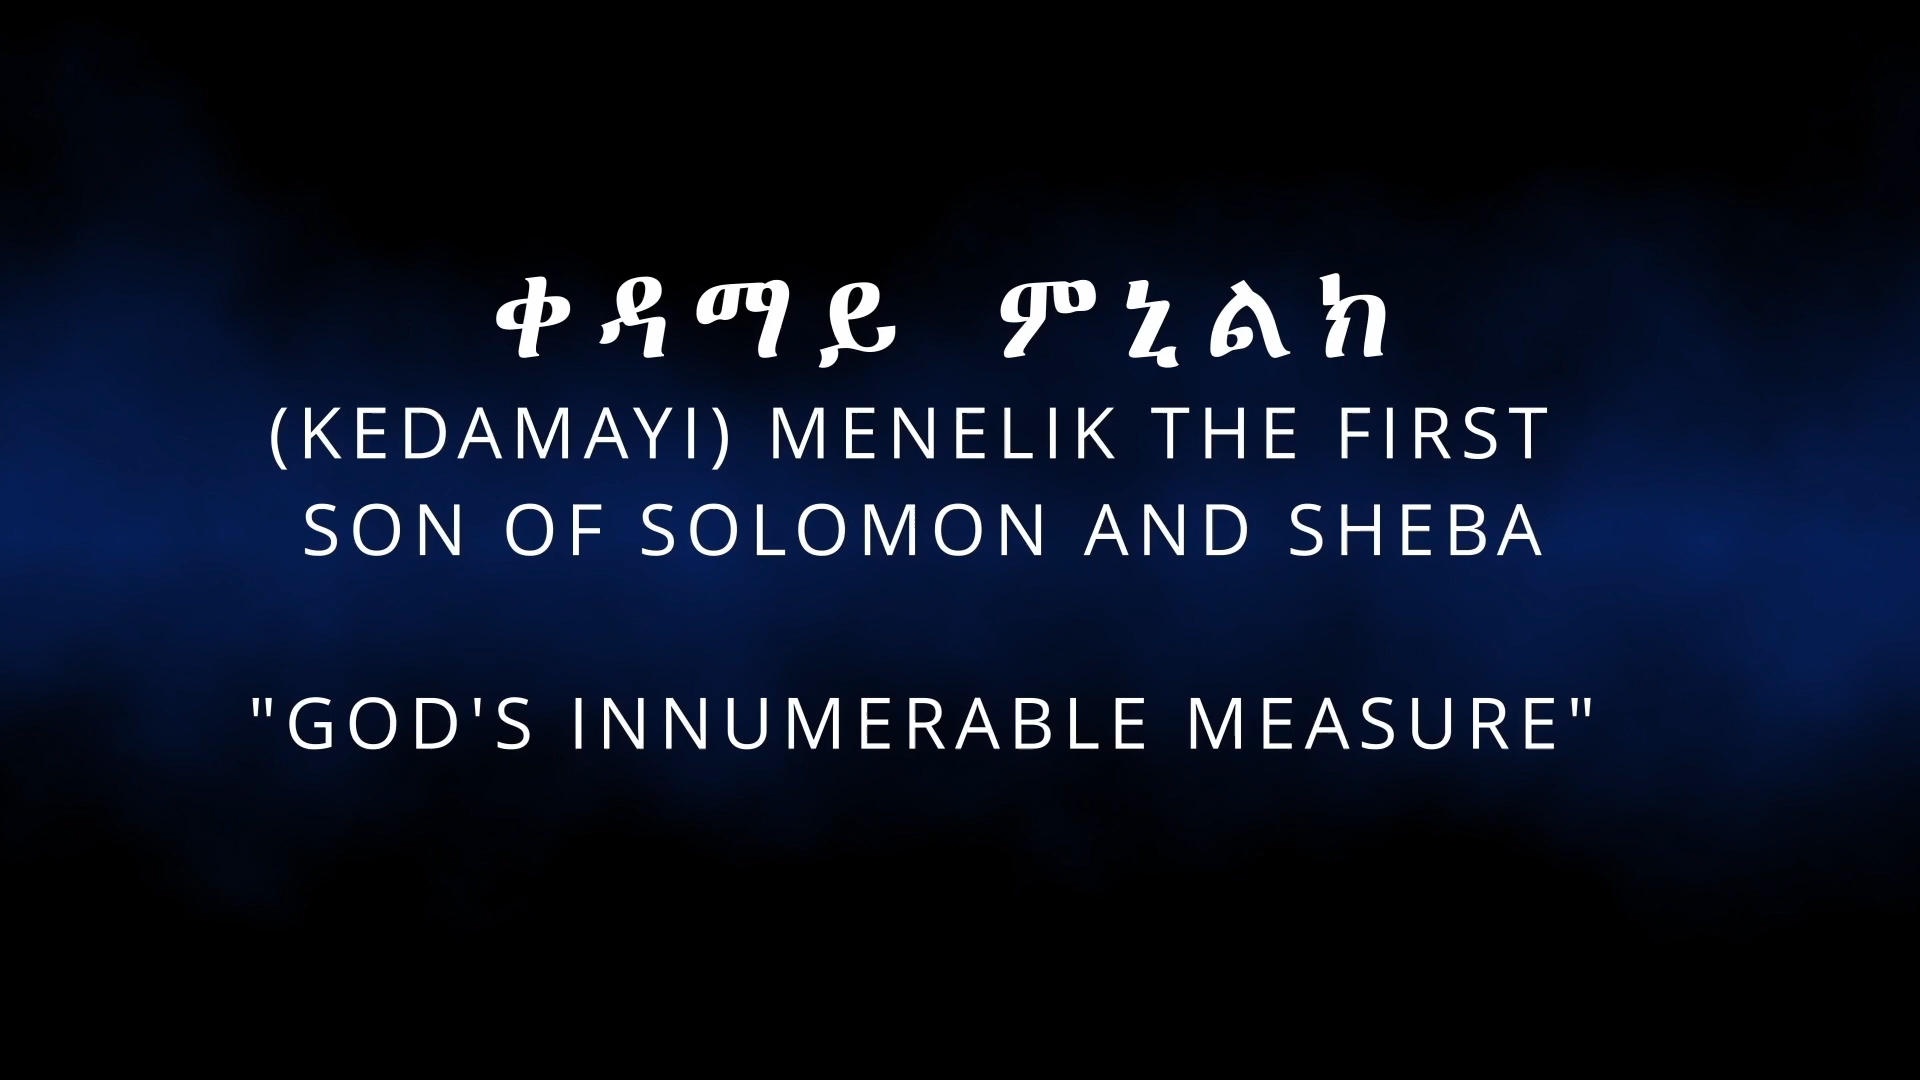 ቀዳማይ ምኒልክ
(KEDAMAYI) MENELIK THE FIRST
SON OF SOLOMON AND SHEBA
"GOD'S INNUMERABLE MEASURE"